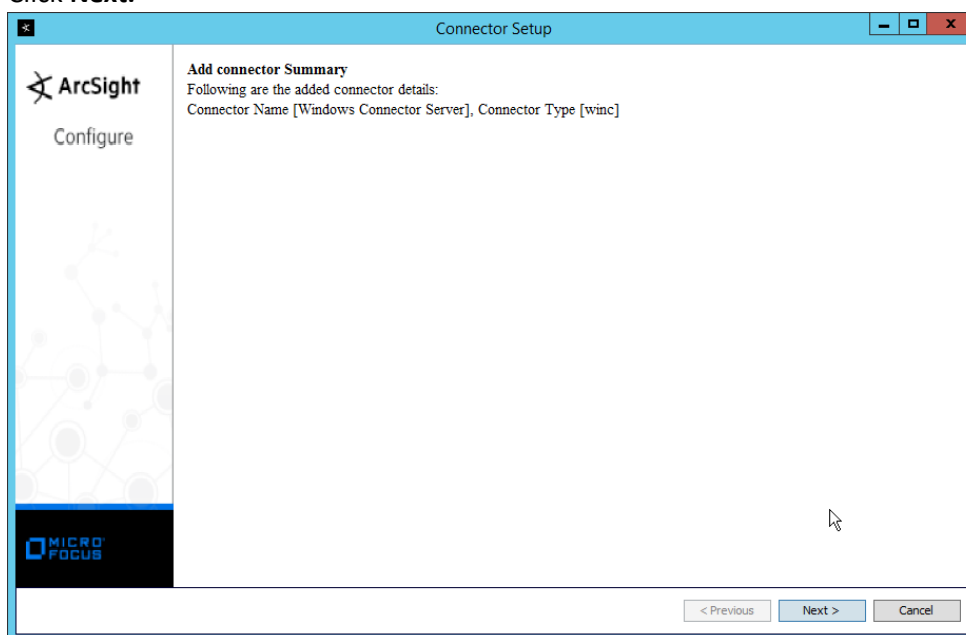 Click Next.
Connector Setup
ArcSight
Configure
Add connector Summary
Following are the added connector details:
Connector Name [Windows Connector Server], Connector Type [winc]
MICRO
FOCUS
< Previous
Next >
Cancel